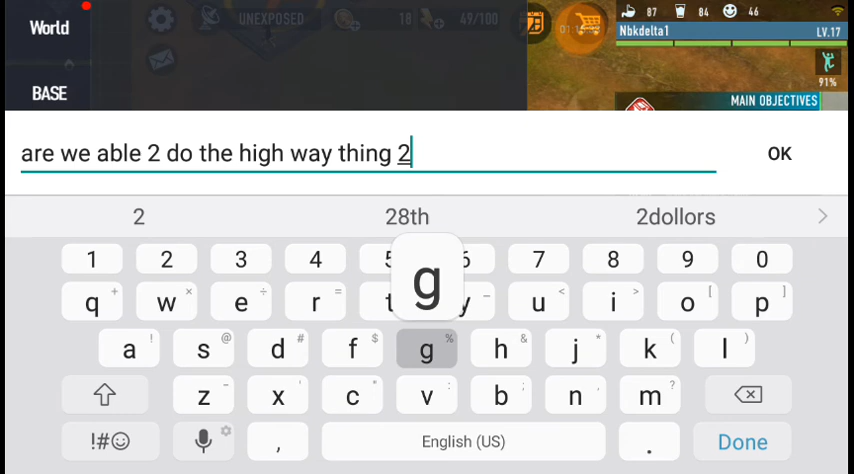 World
UNEXPOSED
18
49/100
87
84
46
Nbkdelta1
LV.17
91%
BASE
MAIN OBJECTIVES
are we able 2 do the high way thing 2
OK
2 28th 2dollors
1 2 3 4 5 6 7 8 9 0
q + w × e ÷ r = t y _ u < i > o [ p ]
a ! s @ d # f $ g % h & j * k ( l )
g
z - x ' c " v : b ; n , m ?
!#☺ , English (US) . Done